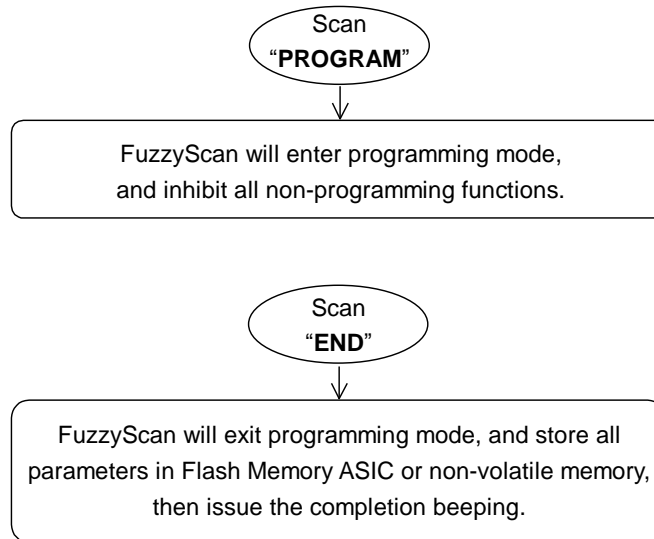 Scan
“PROGRAM”
FuzzyScan will enter programming mode,
and inhibit all non-programming functions.
Scan
“END”
FuzzyScan will exit programming mode, and store all
parameters in Flash Memory ASIC or non-volatile memory,
then issue the completion beeping.